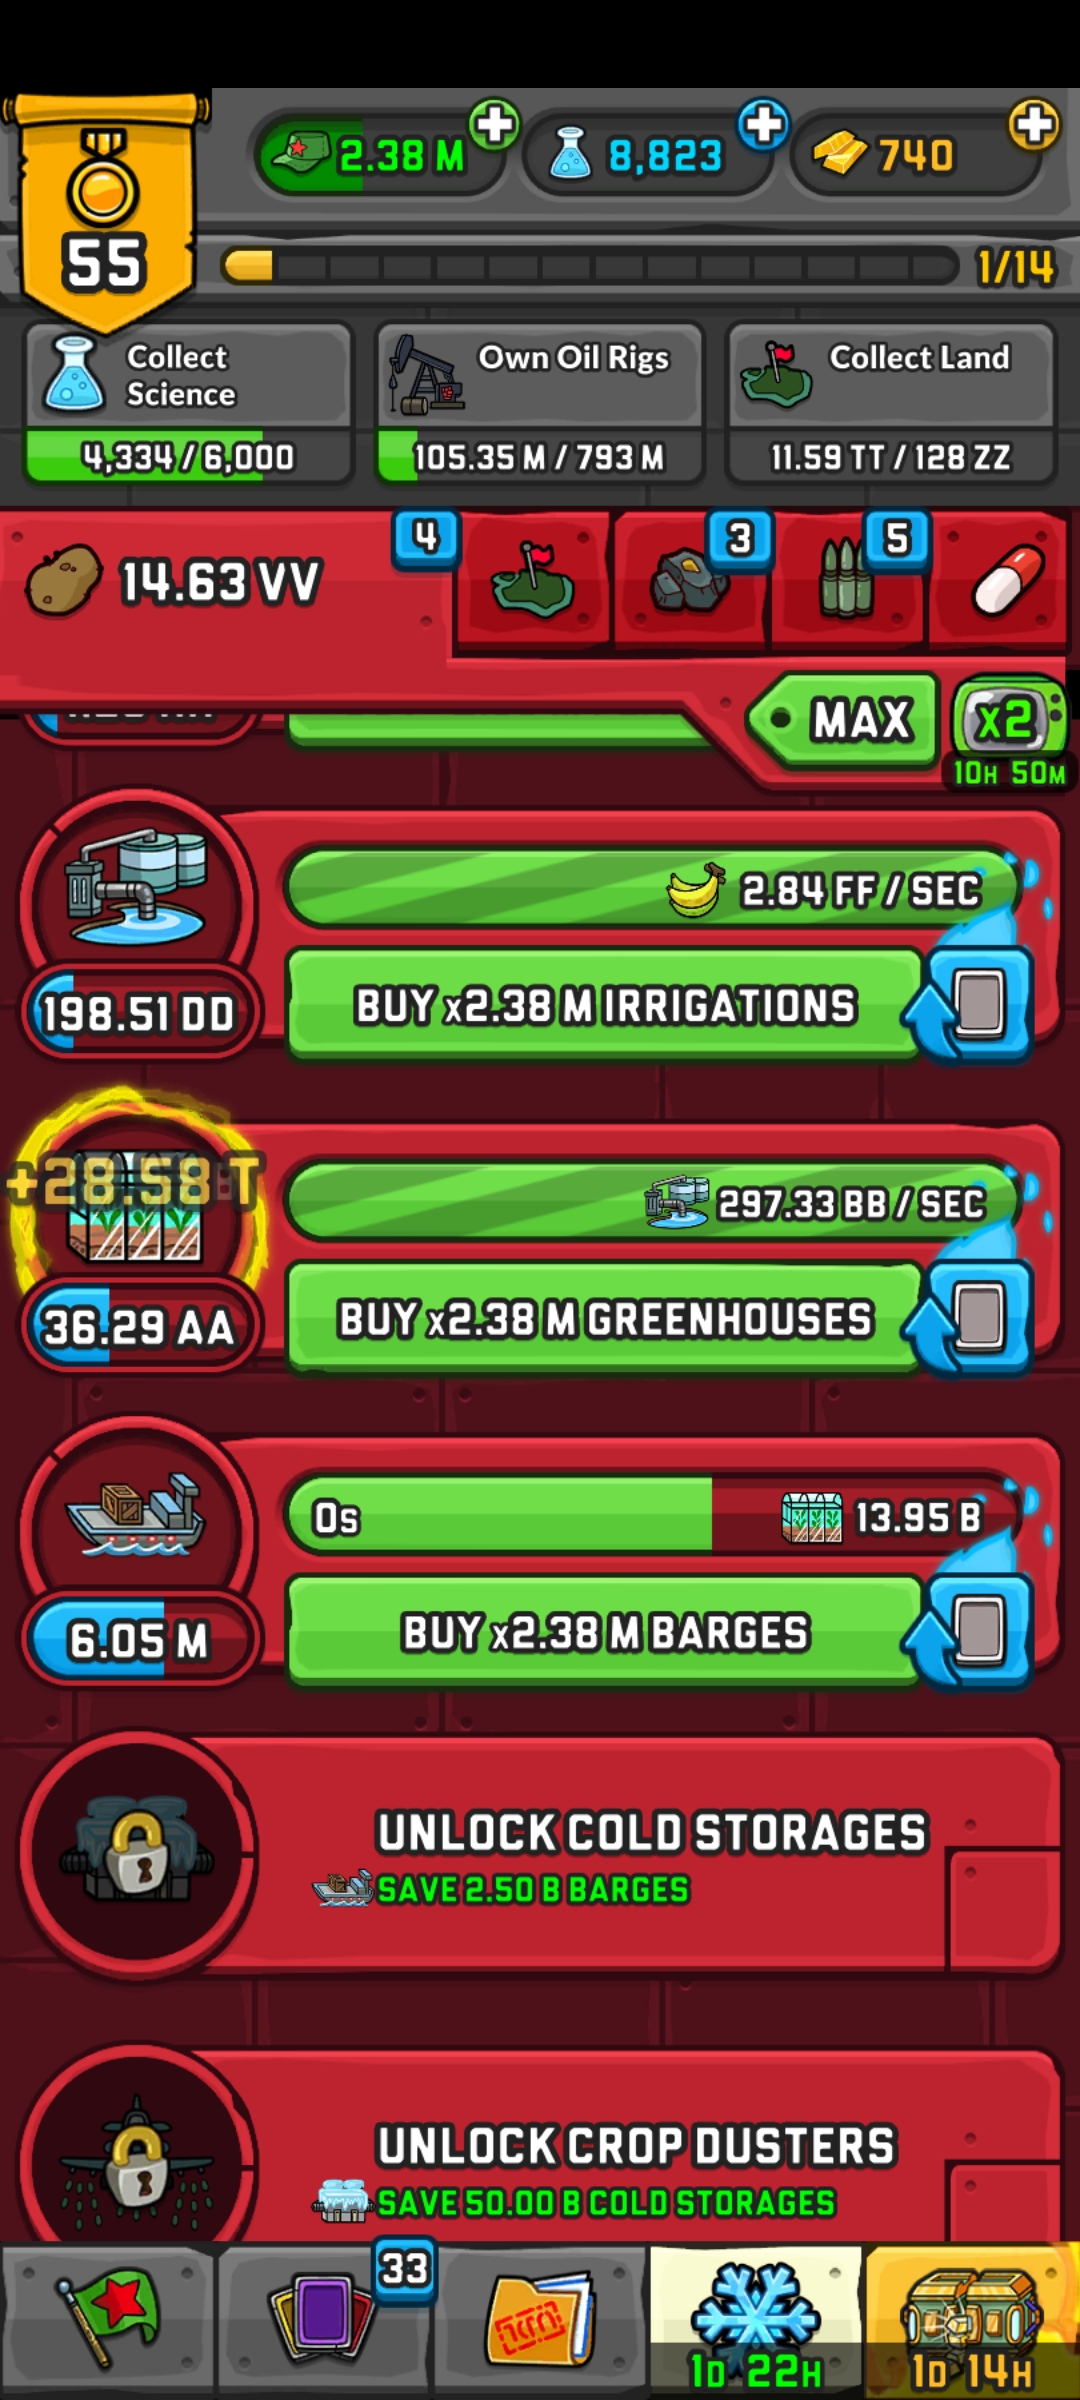 2.38 M
8,823
740
55
1/14
Collect
Science
4,334 / 6,000
Own Oil Rigs
105.35 M / 793 M
Collect Land
11.59 TT / 128 ZZ
14.63 VV
4
3
5
MAX
x2
10H 50M
2.84 FF / SEC
198.51 DD
BUY x2.38 M IRRIGATIONS
+28.58 T
297.33 BB / SEC
36.29 AA
BUY x2.38 M GREENHOUSES
0s
13.95 B
6.05 M
BUY x2.38 M BARGES
UNLOCK COLD STORAGES
SAVE 2.50 B BARGES
UNLOCK CROP DUSTERS
SAVE 50.00 B COLD STORAGES
33
1D 22H
1D 14H